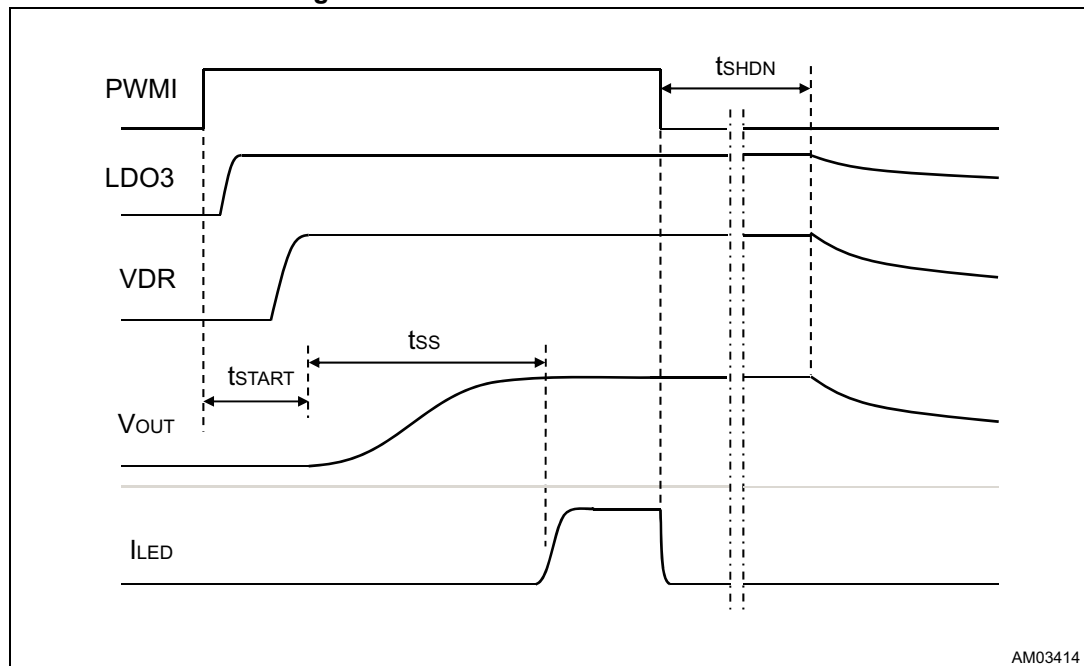 PWMI
tSHDN
LDO3
VDR
tSS
tSTART
VOUT
ILED
AM03414